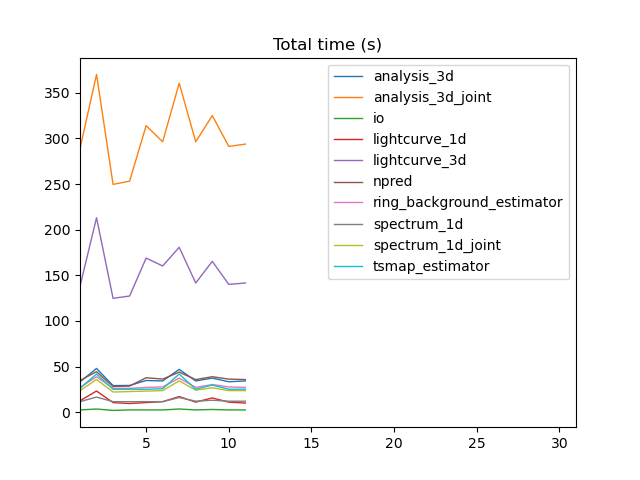 Total time (s)
350
300
250
200
150
100
50
0
5
10
15
20
25
30
analysis_3d
analysis_3d_joint
io
lightcurve_1d
lightcurve_3d
npred
ring_background_estimator
spectrum_1d
spectrum_1d_joint
tsmap_estimator